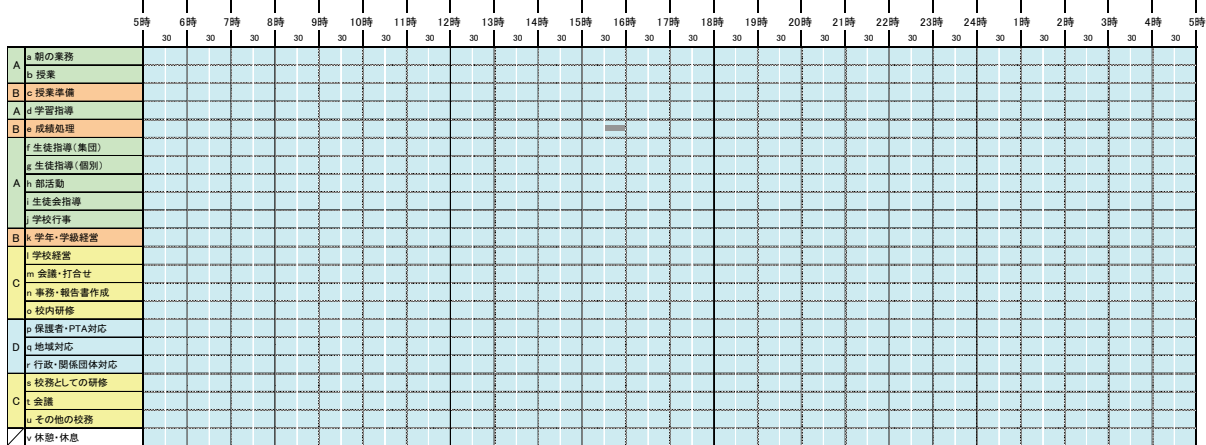 5時 6時 7時 8時 9時 10時 11時 12時 13時 14時 15時 16時 17時 18時 19時 20時 21時 22時 23時 24時 1時 2時 3時 4時 5時
30 30 30 30 30 30 30 30 30 30 30 30 30 30 30 30 30 30 30 30 30 30 30 30
A
a 朝の業務
b 授業
B c 授業準備
A d 学習指導
B e 成績処理
A
f 生徒指導(集団)
g 生徒指導(個別)
h 部活動
i 生徒会指導
j 学校行事
B k 学年・学級経営
C
l 学校経営
m 会議・打合せ
n 事務・報告書作成
o 校内研修
D
p 保護者・PTA対応
q 地域対応
r 行政・関係団体対応
C
s 校務としての研修
t 会議
u その他の校務
v 休憩・休息